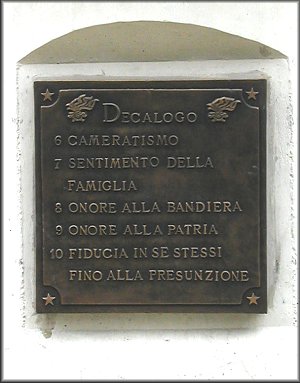 DECALOGO
6 CAMERATISMO
7 SENTIMENTO DELLA
FAMIGLIA
8 ONORE ALLA BANDIERA
9 ONORE ALLA PATRIA
10 FIDUCIA IN SE STESSI
FINO ALLA PRESUNZIONE